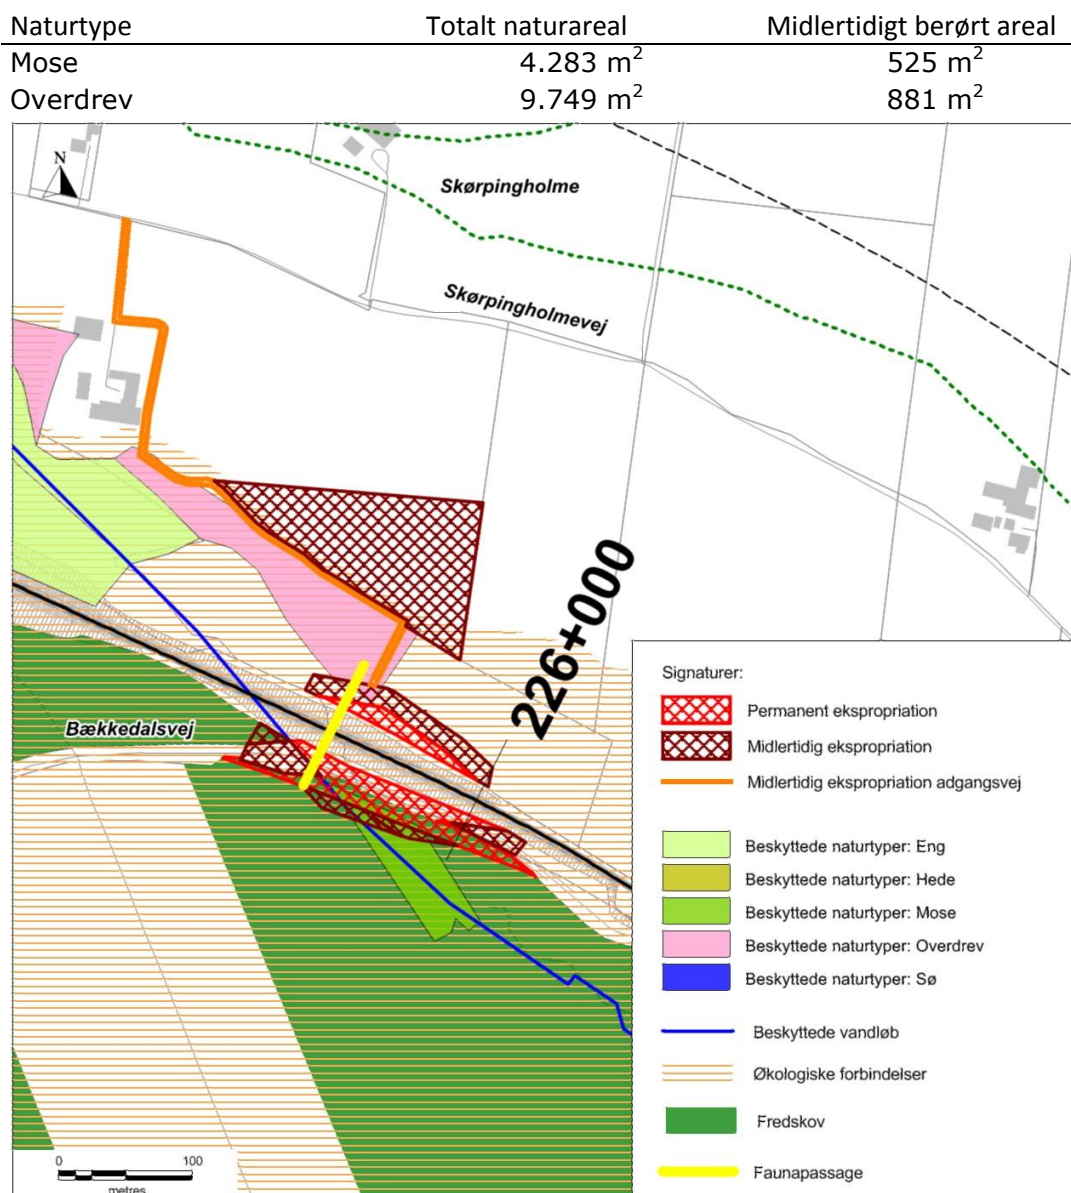 Naturtype Totalt naturareal Midlertidigt berørt areal
Mose 4.283 m² 525 m²
Overdrev 9.749 m² 881 m²
N
Skørpingholme
Skørpingholmevej
226+000
Bækkedalsvej
Signaturer:
Permanent ekspropriation
Midlertidig ekspropriation
Midlertidig ekspropriation adgangsvej
Beskyttede naturtyper: Eng
Beskyttede naturtyper: Hede
Beskyttede naturtyper: Mose
Beskyttede naturtyper: Overdrev
Beskyttede naturtyper: Sø
Beskyttede vandløb
Økologiske forbindelser
Fredskov
Faunapassage
0 100
metres